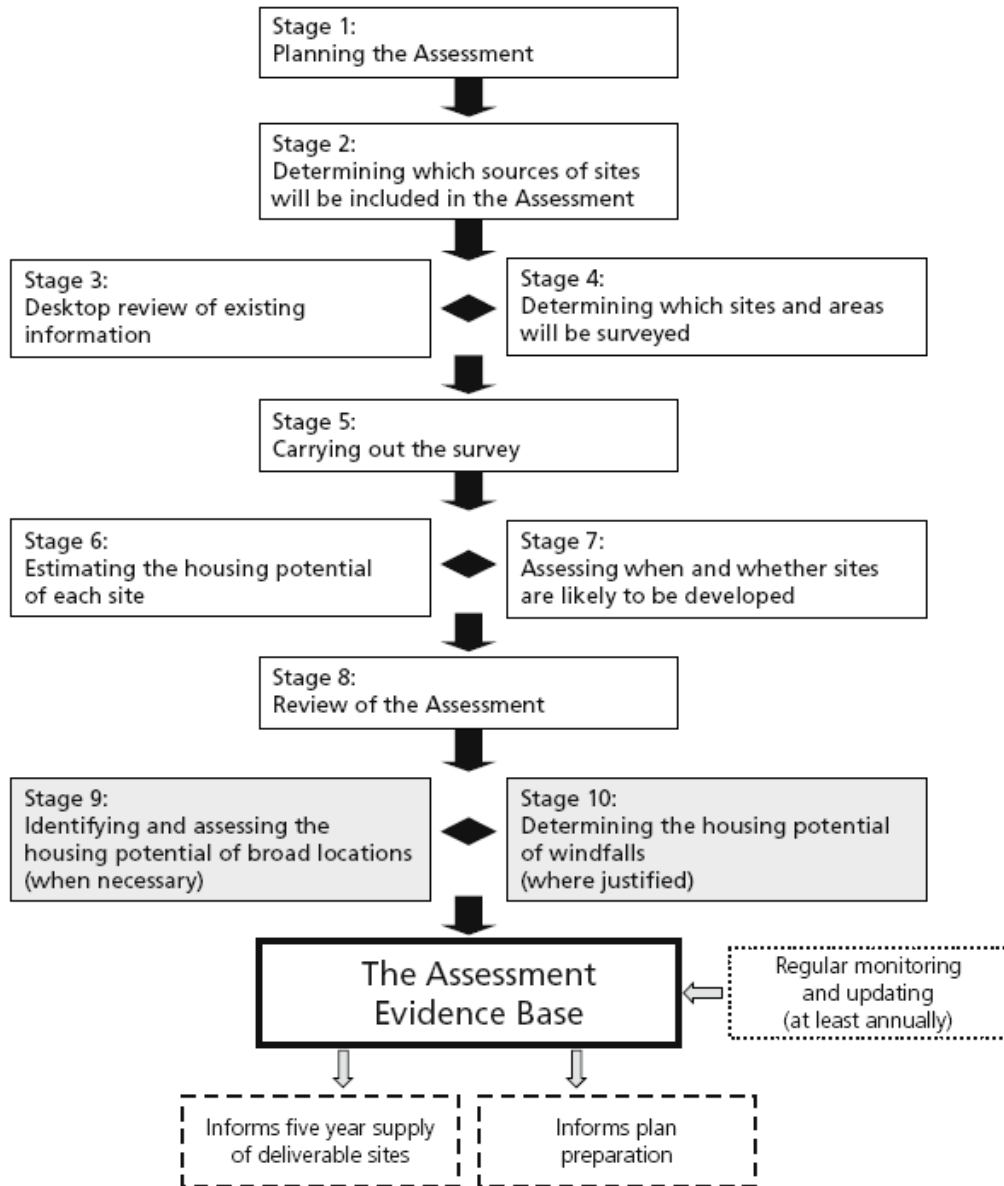 Stage 1:
Planning the Assessment
Stage 2:
Determining which sources of sites
will be included in the Assessment
Stage 3:
Desktop review of existing
information
Stage 4:
Determining which sites and areas
will be surveyed
Stage 5:
Carrying out the survey
Stage 6:
Estimating the housing potential
of each site
Stage 7:
Assessing when and whether sites
are likely to be developed
Stage 8:
Review of the Assessment
Stage 9:
Identifying and assessing the
housing potential of broad locations
(when necessary)
Stage 10:
Determining the housing potential
of windfalls
(where justified)
The Assessment
Evidence Base
Regular monitoring
and updating
(at least annually)
Informs five year supply
of deliverable sites
Informs plan
preparation